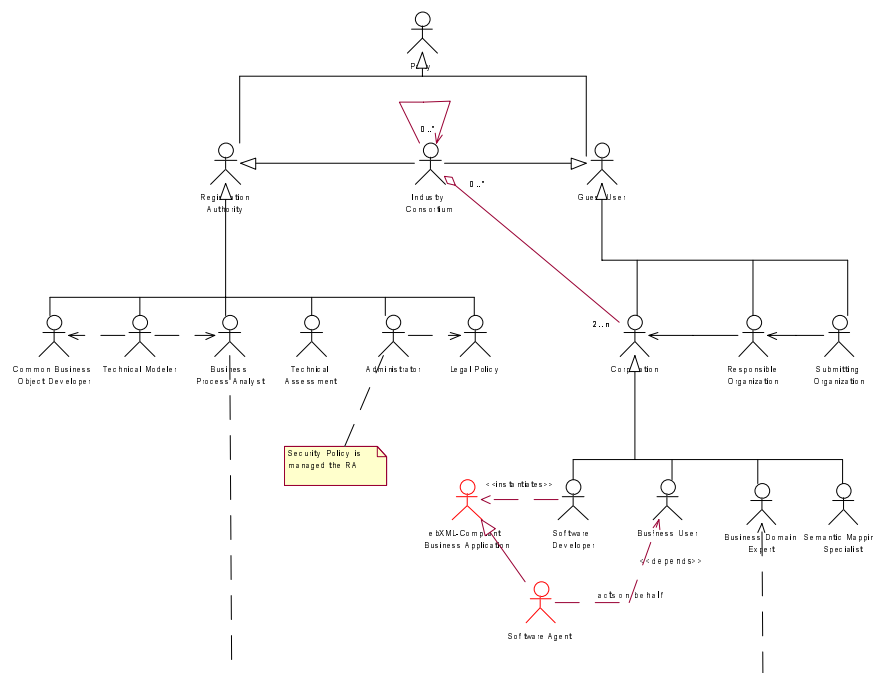 Party
0..*
0..*
Registration
Authority
Industry
Consortium
Guest User
2..n
Common Business
Object Developer
Technical Modeler
Business
Process Analyst
Technical
Assessment
Administrator
Legal Policy
Corporation
Responsible
Organization
Submitting
Organization
Security Policy is
managed the RA
<<instantiates>>
ebXML-Compliant
Business Application
Software
Developer
Business User
Business Domain
Expert
Semantic Mappin
Specialist
<<depends>>
acts on behalf
Software Agent